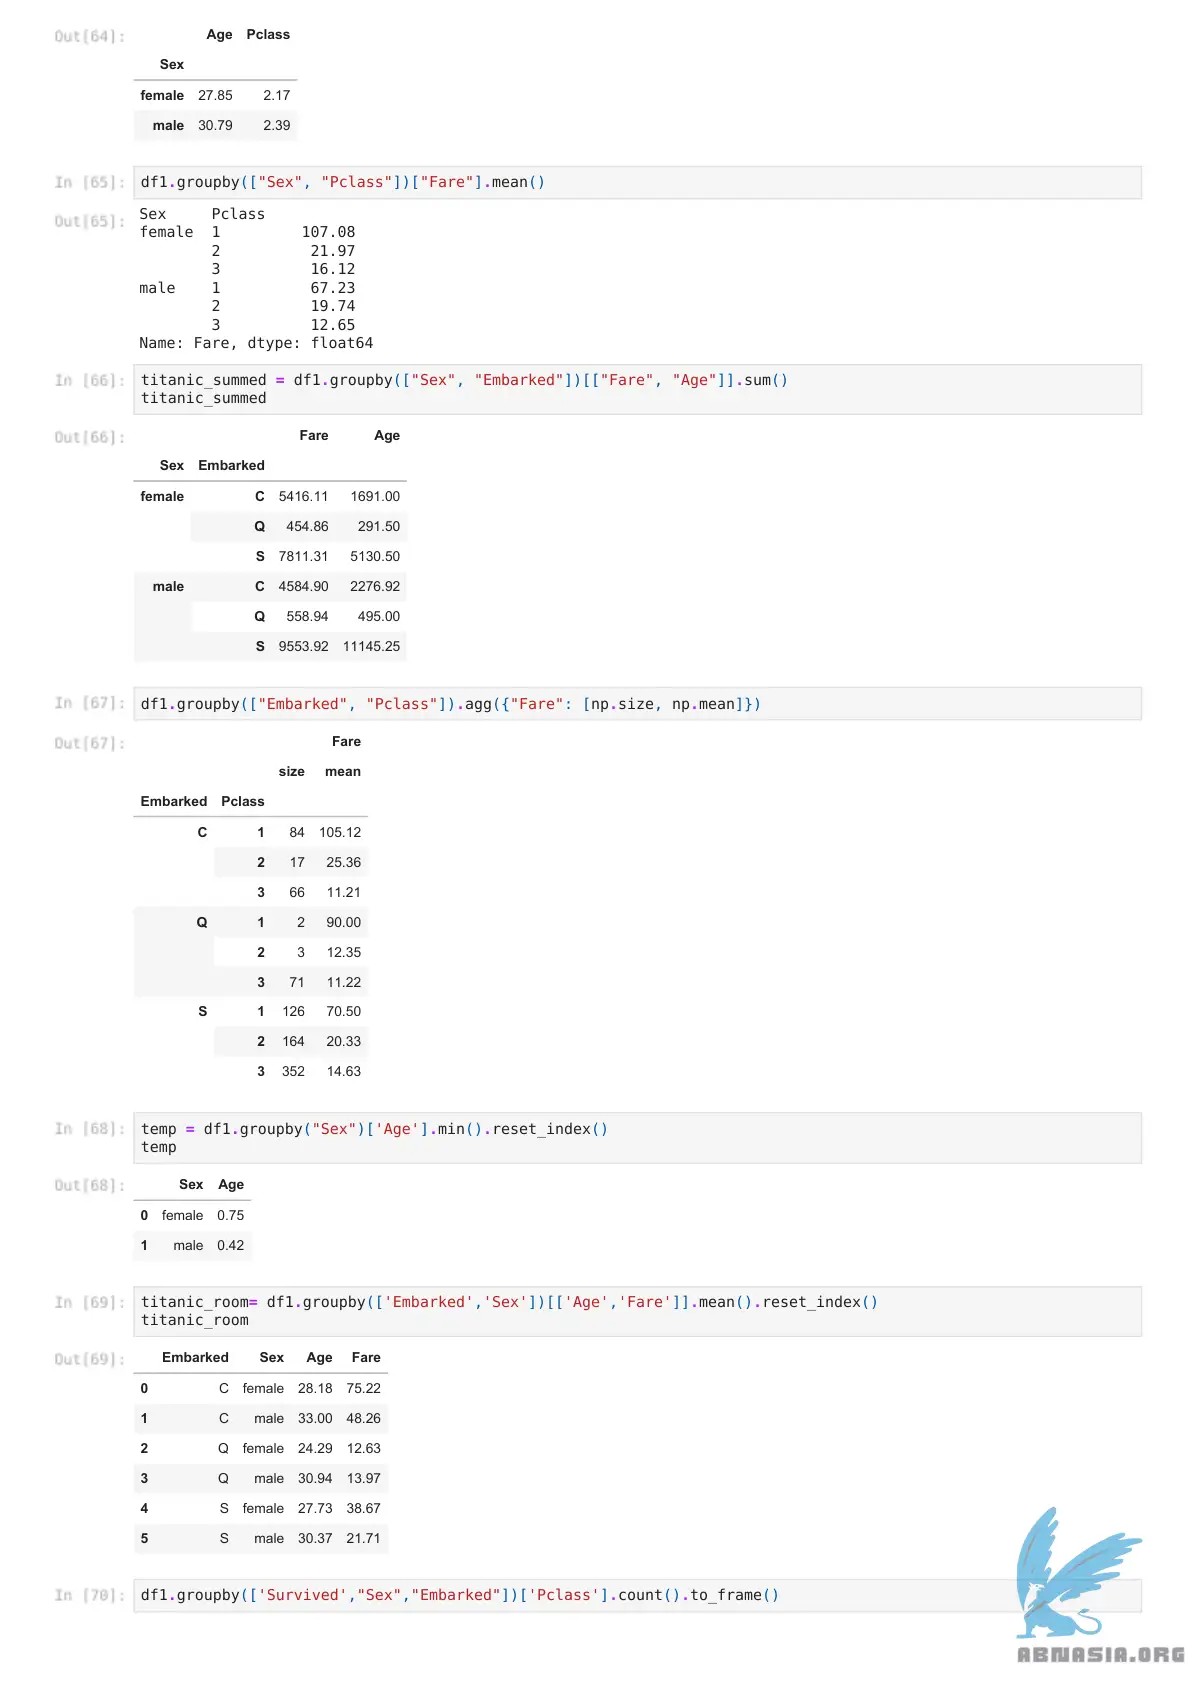 Out[64]:
Age Pclass
Sex
female 27.85 2.17
male 30.79 2.39
In [65]: df1.groupby(["Sex", "Pclass"])["Fare"].mean()
Out[65]: Sex Pclass
female 1 107.08
2 21.97
3 16.12
male 1 67.23
2 19.74
3 12.65
Name: Fare, dtype: float64
In [66]: titanic_summed = df1.groupby(["Sex", "Embarked"])[["Fare", "Age"]].sum()
titanic_summed
Out[66]:
Fare Age
Sex Embarked
female C 5416.11 1691.00
Q 454.86 291.50
S 7811.31 5130.50
male C 4584.90 2276.92
Q 558.94 495.00
S 9553.92 11145.25
In [67]: df1.groupby(["Embarked", "Pclass"]).agg({"Fare": [np.size, np.mean]})
Out[67]:
Fare
size mean
Embarked Pclass
C 1 84 105.12
2 17 25.36
3 66 11.21
Q 1 2 90.00
2 3 12.35
3 71 11.22
S 1 126 70.50
2 164 20.33
3 352 14.63
In [68]: temp = df1.groupby("Sex")['Age'].min().reset_index()
temp
Out[68]:
Sex Age
0 female 0.75
1 male 0.42
In [69]: titanic_room= df1.groupby(['Embarked','Sex'])[['Age','Fare']].mean().reset_index()
titanic_room
Out[69]:
Embarked Sex Age Fare
0 C female 28.18 75.22
1 C male 33.00 48.26
2 Q female 24.29 12.63
3 Q male 30.94 13.97
4 S female 27.73 38.67
5 S male 30.37 21.71
In [70]: df1.groupby(['Survived',"Sex","Embarked"])['Pclass'].count().to_frame()
ABNASIA.ORG